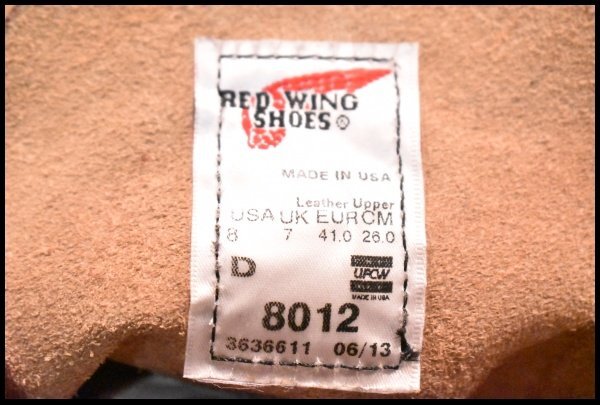 RED WING
SHOES®
MADE IN USA
Leather Upper
USA UK EUR CM
8 7 41.0 26.0
D
UFCW
MADE IN USA
8012
3636611 06/13